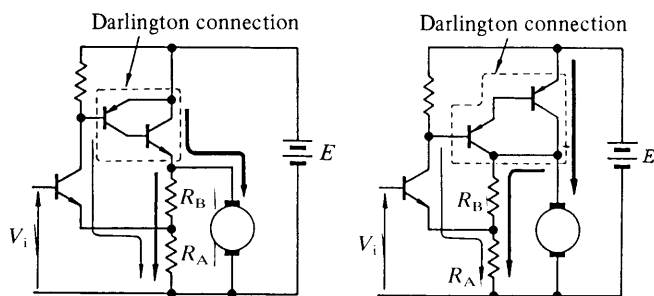 Darlington connection
E
R_B
V_i
R_A
Darlington connection
E
R_B
V_i
R_A